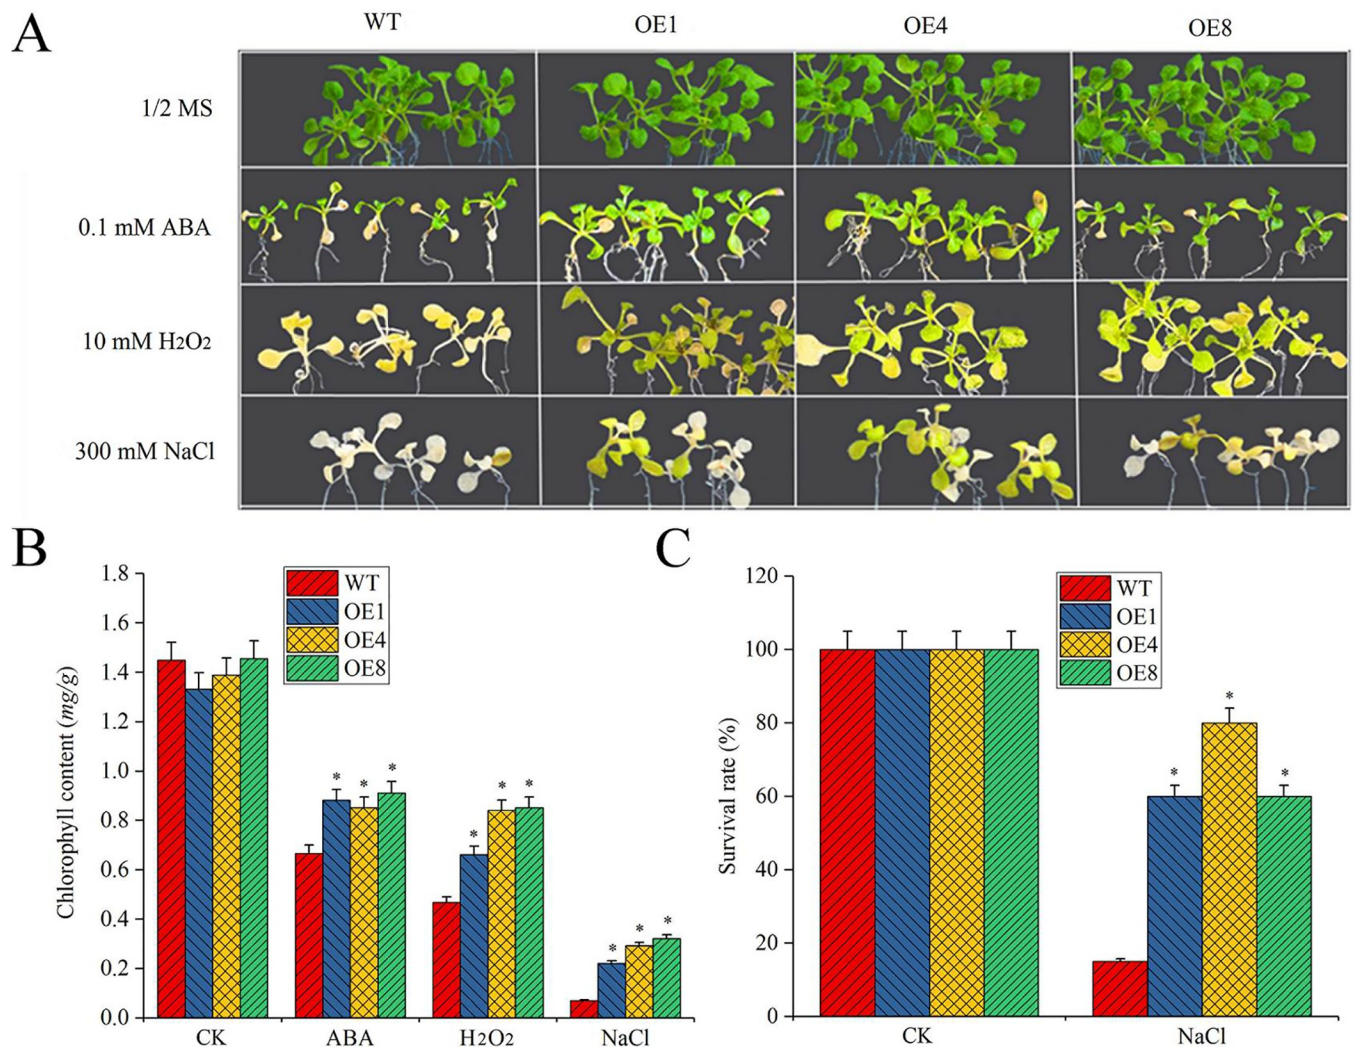 A
WT OE1 OE4 OE8
1/2 MS
0.1 mM ABA
10 mM H2O2
300 mM NaCl
B
Chlorophyll content (mg/g)
1.8
1.6
1.4
1.2
1.0
0.8
0.6
0.4
0.2
0.0
WT
OE1
OE4
OE8
* * *
* * *
* * *
CK ABA H2O2 NaCl
C
Survival rate (%)
120
100
80
60
40
20
0
WT
OE1
OE4
OE8
* * *
CK NaCl